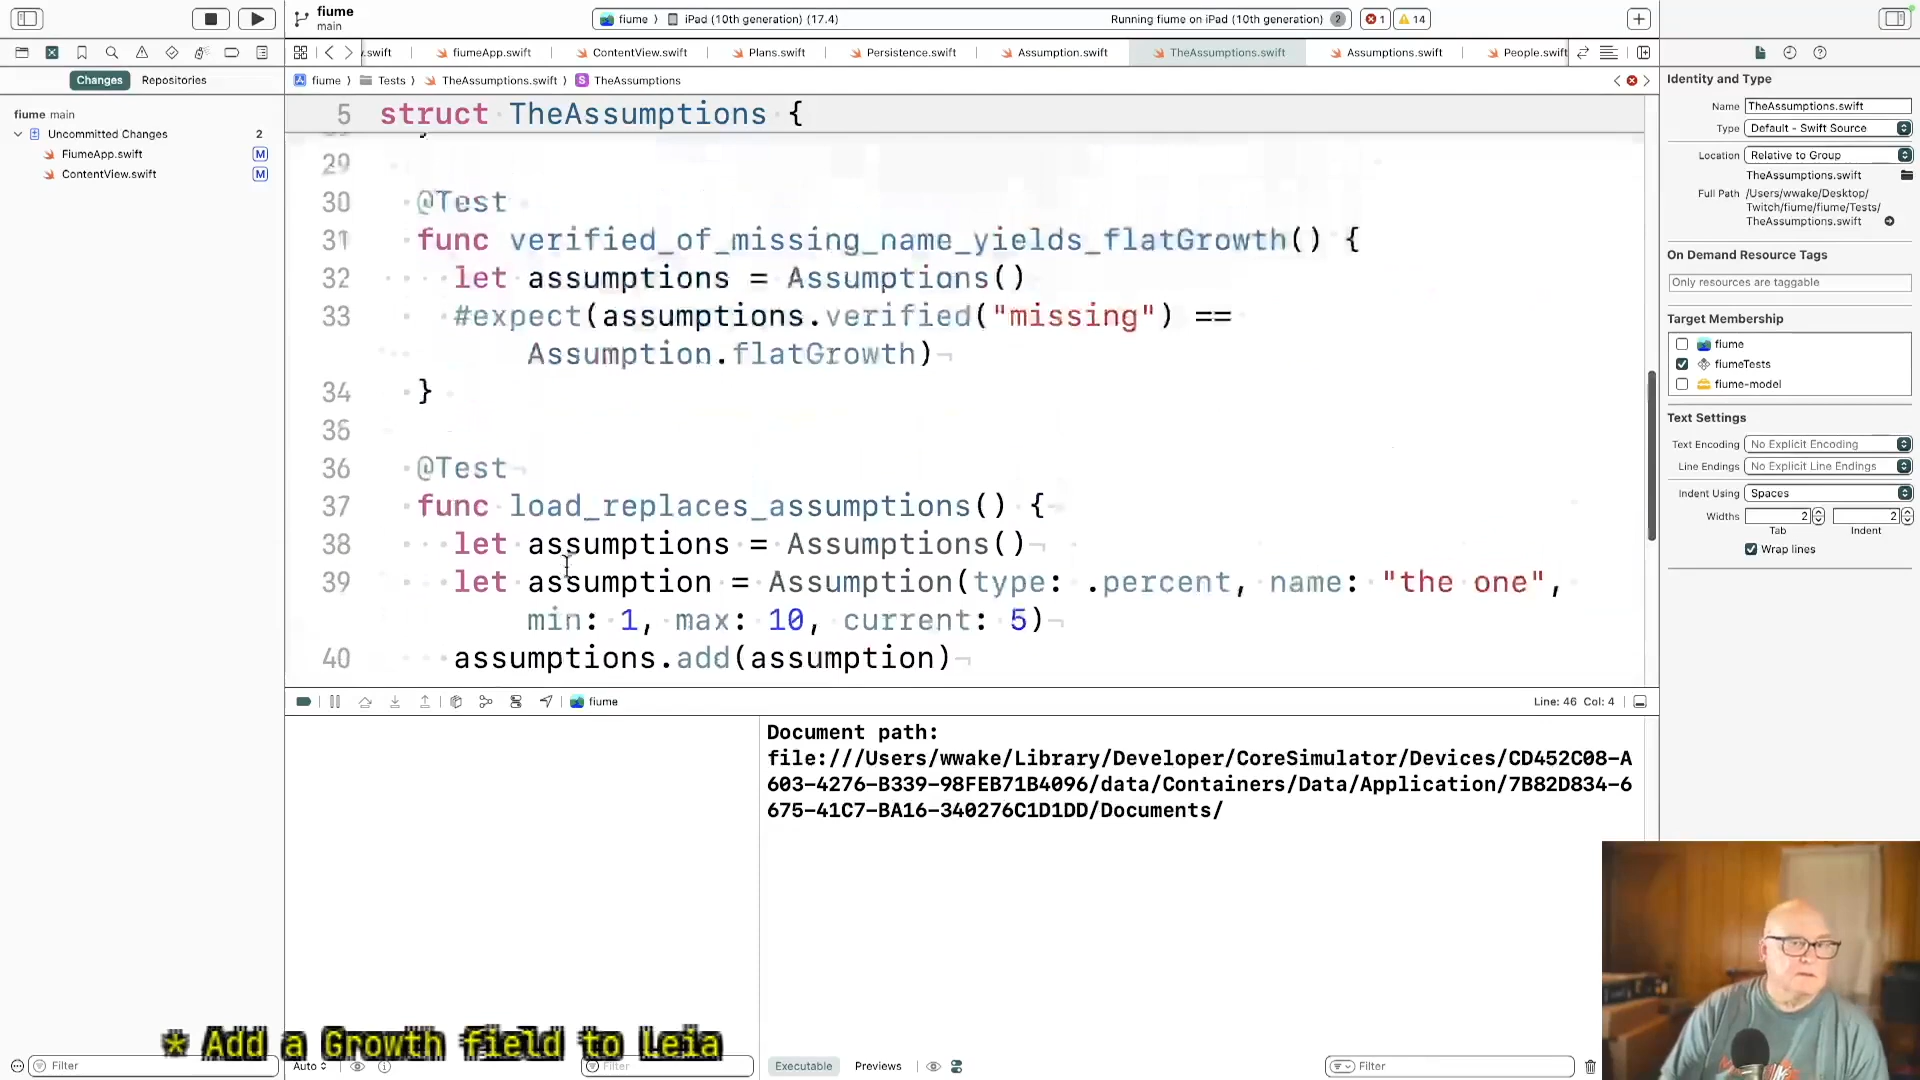 fiume
main
fiume
iPad (10th generation) (17.4)
Running fiume on iPad (10th generation)
2
1
14
.swift
fiumeApp.swift
ContentView.swift
Plans.swift
Persistence.swift
Assumption.swift
TheAssumptions.swift
Assumptions.swift
People.swift
Changes
Repositories
fiume
Tests
TheAssumptions.swift
TheAssumptions
fiume main
Uncommitted Changes
2
FiumeApp.swift
M
ContentView.swift
M
5 struct TheAssumptions {
29
30 @Test
31 func verified_of_missing_name_yields_flatGrowth() {
32 let assumptions = Assumptions()
33 #expect(assumptions.verified("missing") ==
Assumption.flatGrowth)
34 }
35
36 @Test
37 func load_replaces_assumptions() {
38 let assumptions = Assumptions()
39 let assumption = Assumption(type: .percent, name: "the one",
min: 1, max: 10, current: 5)
40 assumptions.add(assumption)
fiume
Line: 46 Col: 4
Document path:
file:///Users/wwake/Library/Developer/CoreSimulator/Devices/CD452C08-A
603-4276-B339-98FEB71B4096/data/Containers/Data/Application/7B82D834-6
675-41C7-BA16-340276C1D1DD/Documents/
* Add a Growth field to Leia
Filter
Auto
Filter
Executable
Previews
Filter
Identity and Type
Name TheAssumptions.swift
Type Default - Swift Source
Location Relative to Group
TheAssumptions.swift
Full Path /Users/wwake/Desktop/
Twitch/fiume/fiume/Tests/
TheAssumptions.swift
On Demand Resource Tags
Only resources are taggable
Target Membership
fiume
fiumeTests
fiume-model
Text Settings
Text Encoding No Explicit Encoding
Line Endings No Explicit Line Endings
Indent Using Spaces
Widths 2 2
Tab Indent
Wrap lines